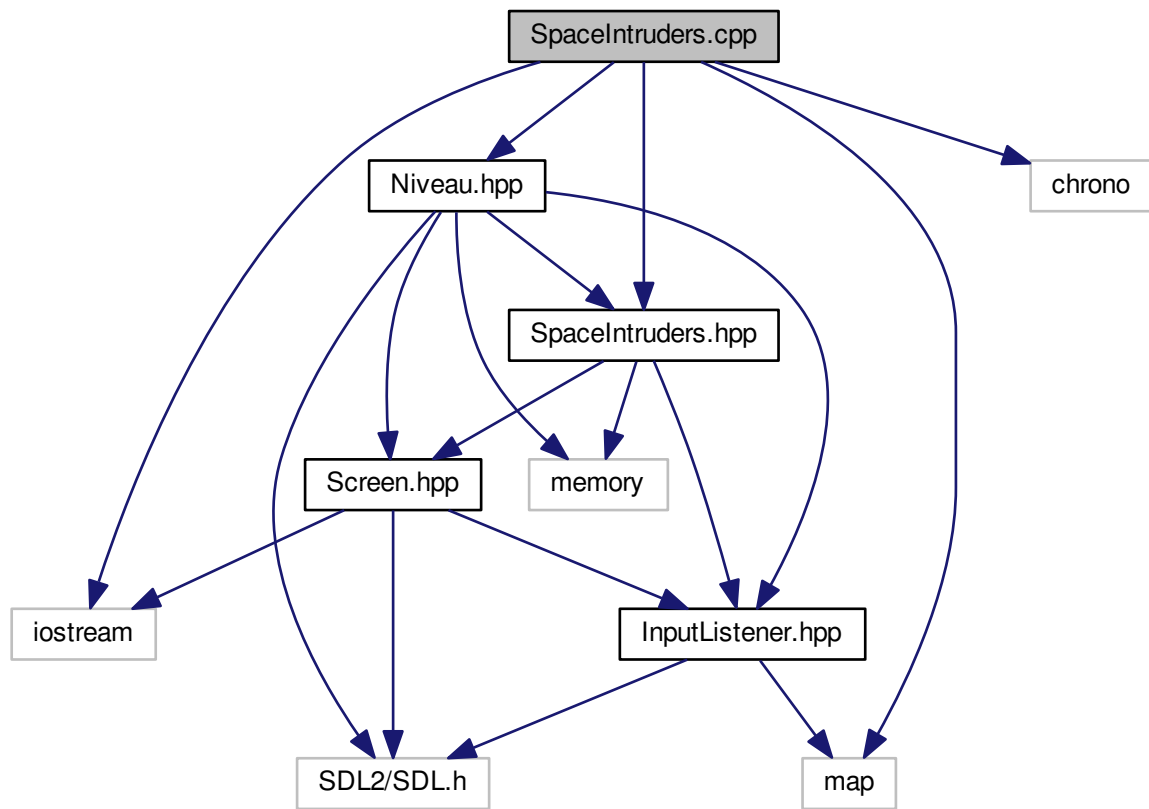 SpaceIntruders.cpp
Niveau.hpp
chrono
SpaceIntruders.hpp
Screen.hpp
memory
iostream
InputListener.hpp
SDL2/SDL.h
map